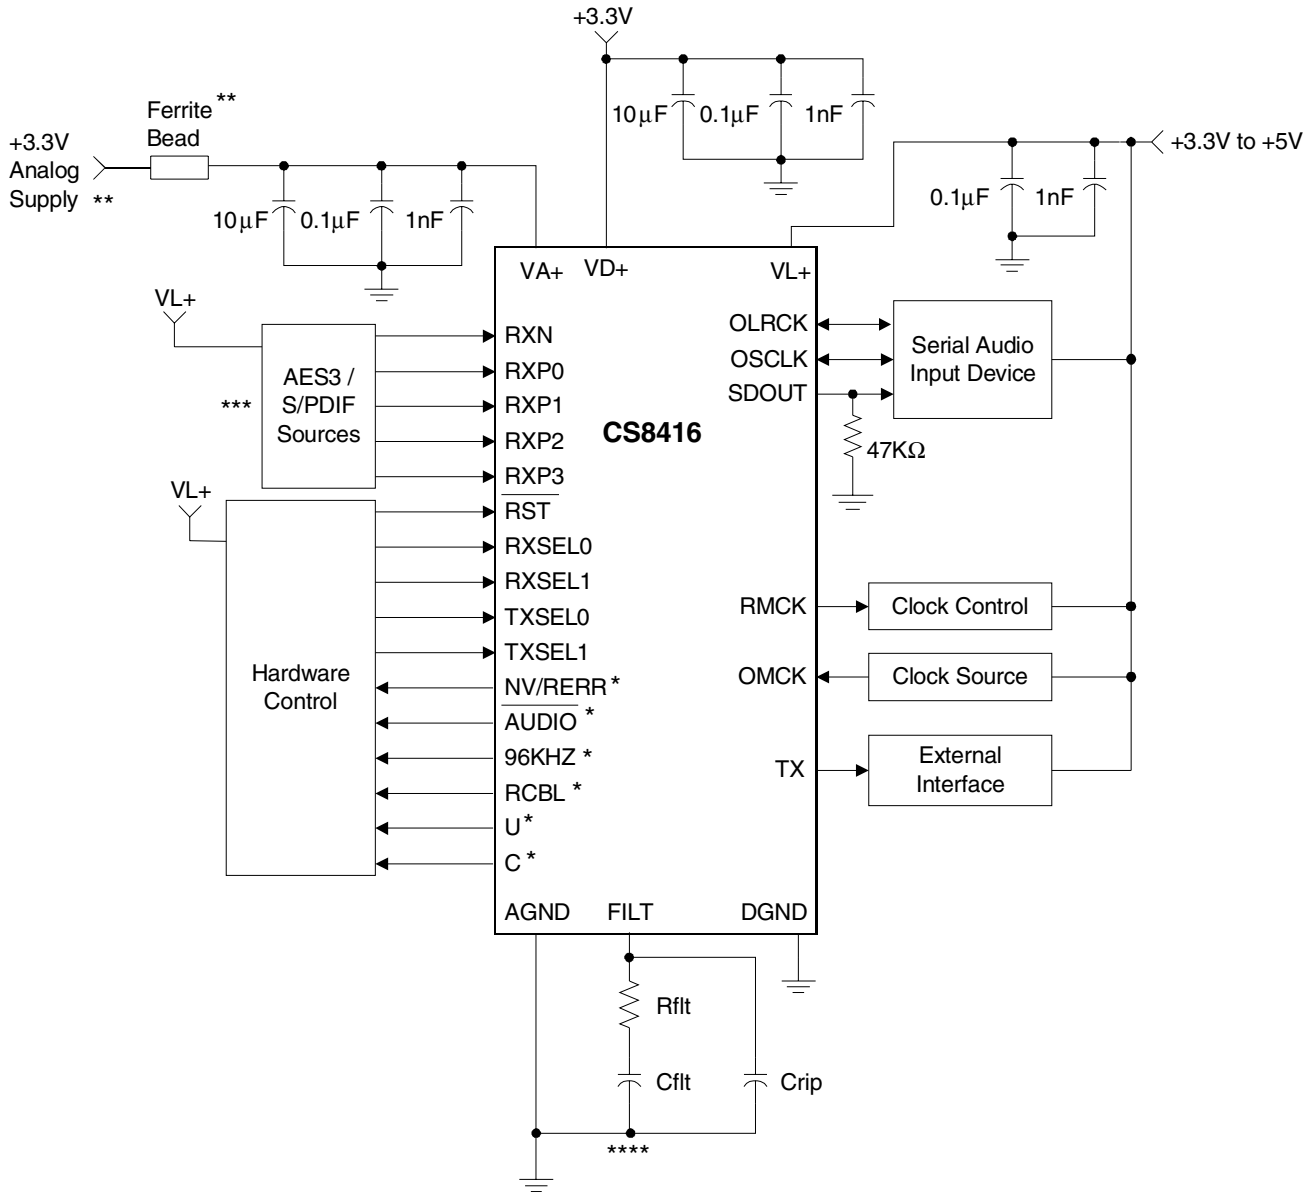 +3.3V
10µF
0.1µF
1nF
Ferrite **
Bead
+3.3V
Analog
Supply **
10µF
0.1µF
1nF
+3.3V to +5V
0.1µF
1nF
VA+
VD+
VL+
VL+
AES3 /
S/PDIF
Sources
***
RXN
RXP0
RXP1
RXP2
RXP3
VL+
Hardware
Control
RST
RXSEL0
RXSEL1
TXSEL0
TXSEL1
NV/RERR *
AUDIO *
96KHZ *
RCBL *
U *
C *
CS8416
OLRCK
OSCLK
SDOUT
Serial Audio
Input Device
47KΩ
RMCK
Clock Control
OMCK
Clock Source
TX
External
Interface
AGND
FILT
DGND
Rflt
Cflt
Crip
****